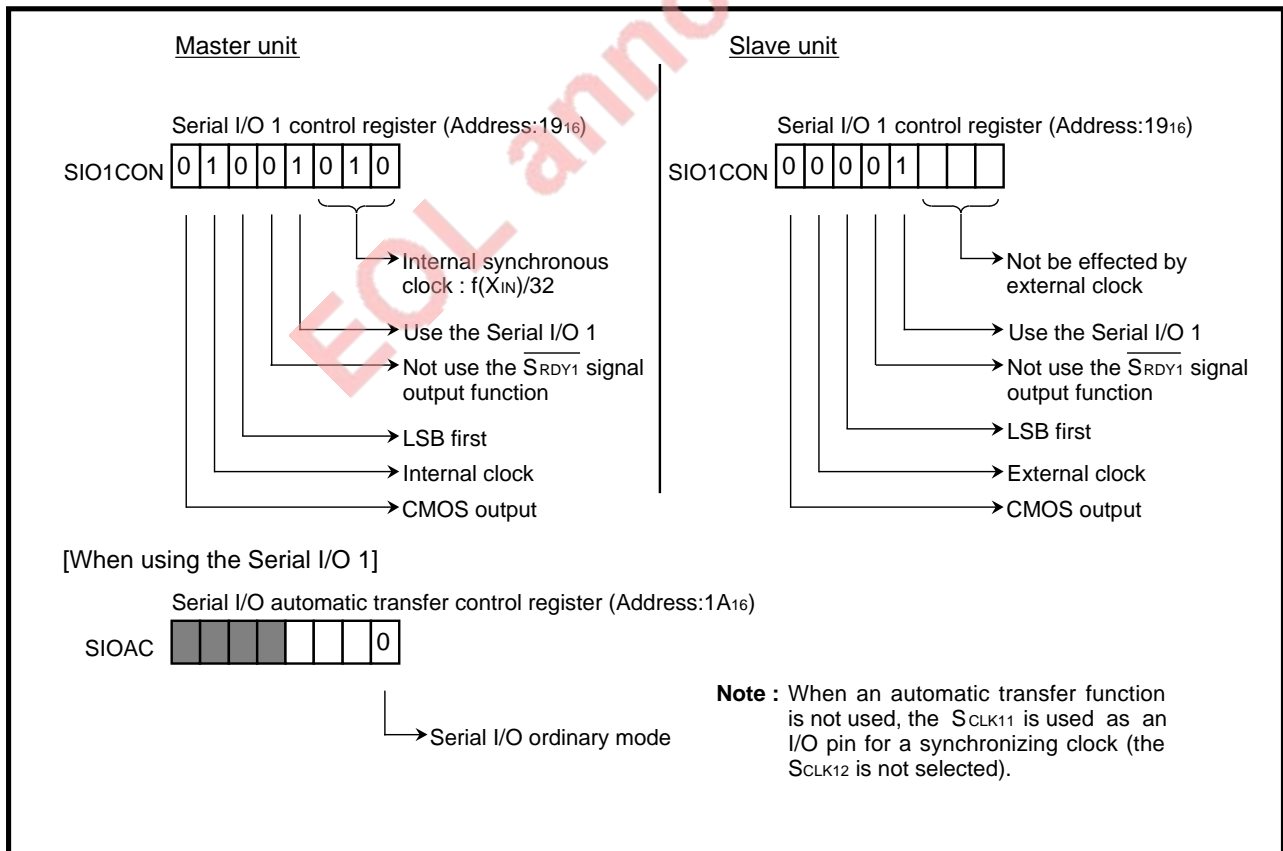 Master unit
Serial I/O 1 control register (Address:1916)
SIO1CON 0 1 0 0 1 0 1 0
Internal synchronous
clock : f(XIN)/32
Use the Serial I/O 1
Not use the SRDY1 signal
output function
LSB first
Internal clock
CMOS output
Slave unit
Serial I/O 1 control register (Address:1916)
SIO1CON 0 0 0 0 1
Not be effected by
external clock
Use the Serial I/O 1
Not use the SRDY1 signal
output function
LSB first
External clock
CMOS output
[When using the Serial I/O 1]
Serial I/O automatic transfer control register (Address:1A16)
SIOAC 0
Serial I/O ordinary mode
Note : When an automatic transfer function
is not used, the SCLK11 is used as an
I/O pin for a synchronizing clock (the
SCLK12 is not selected).
EOL anno